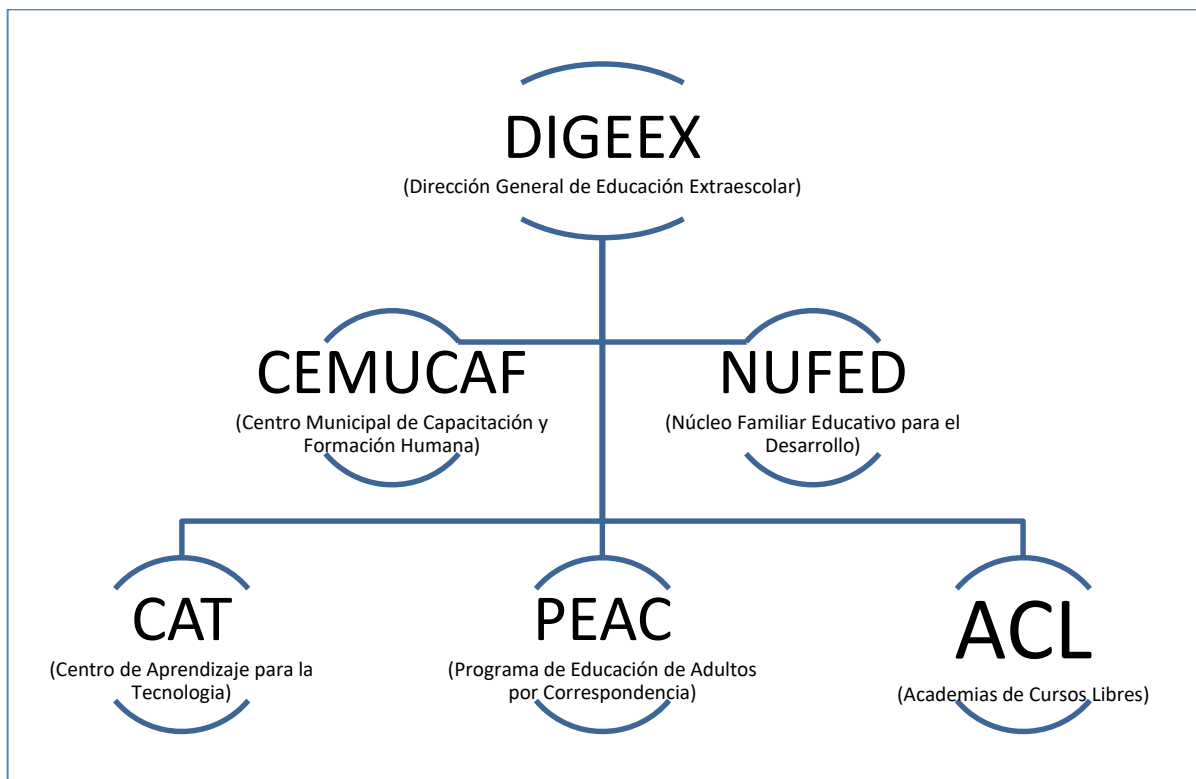 DIGEEX
(Dirección General de Educación Extraescolar)
CEMUCAF
(Centro Municipal de Capacitación y
Formación Humana)
NUFED
(Núcleo Familiar Educativo para el
Desarrollo)
CAT
(Centro de Aprendizaje para la
Tecnologia)
PEAC
(Programa de Educación de Adultos
por Correspondencia)
ACL
(Academias de Cursos Libres)